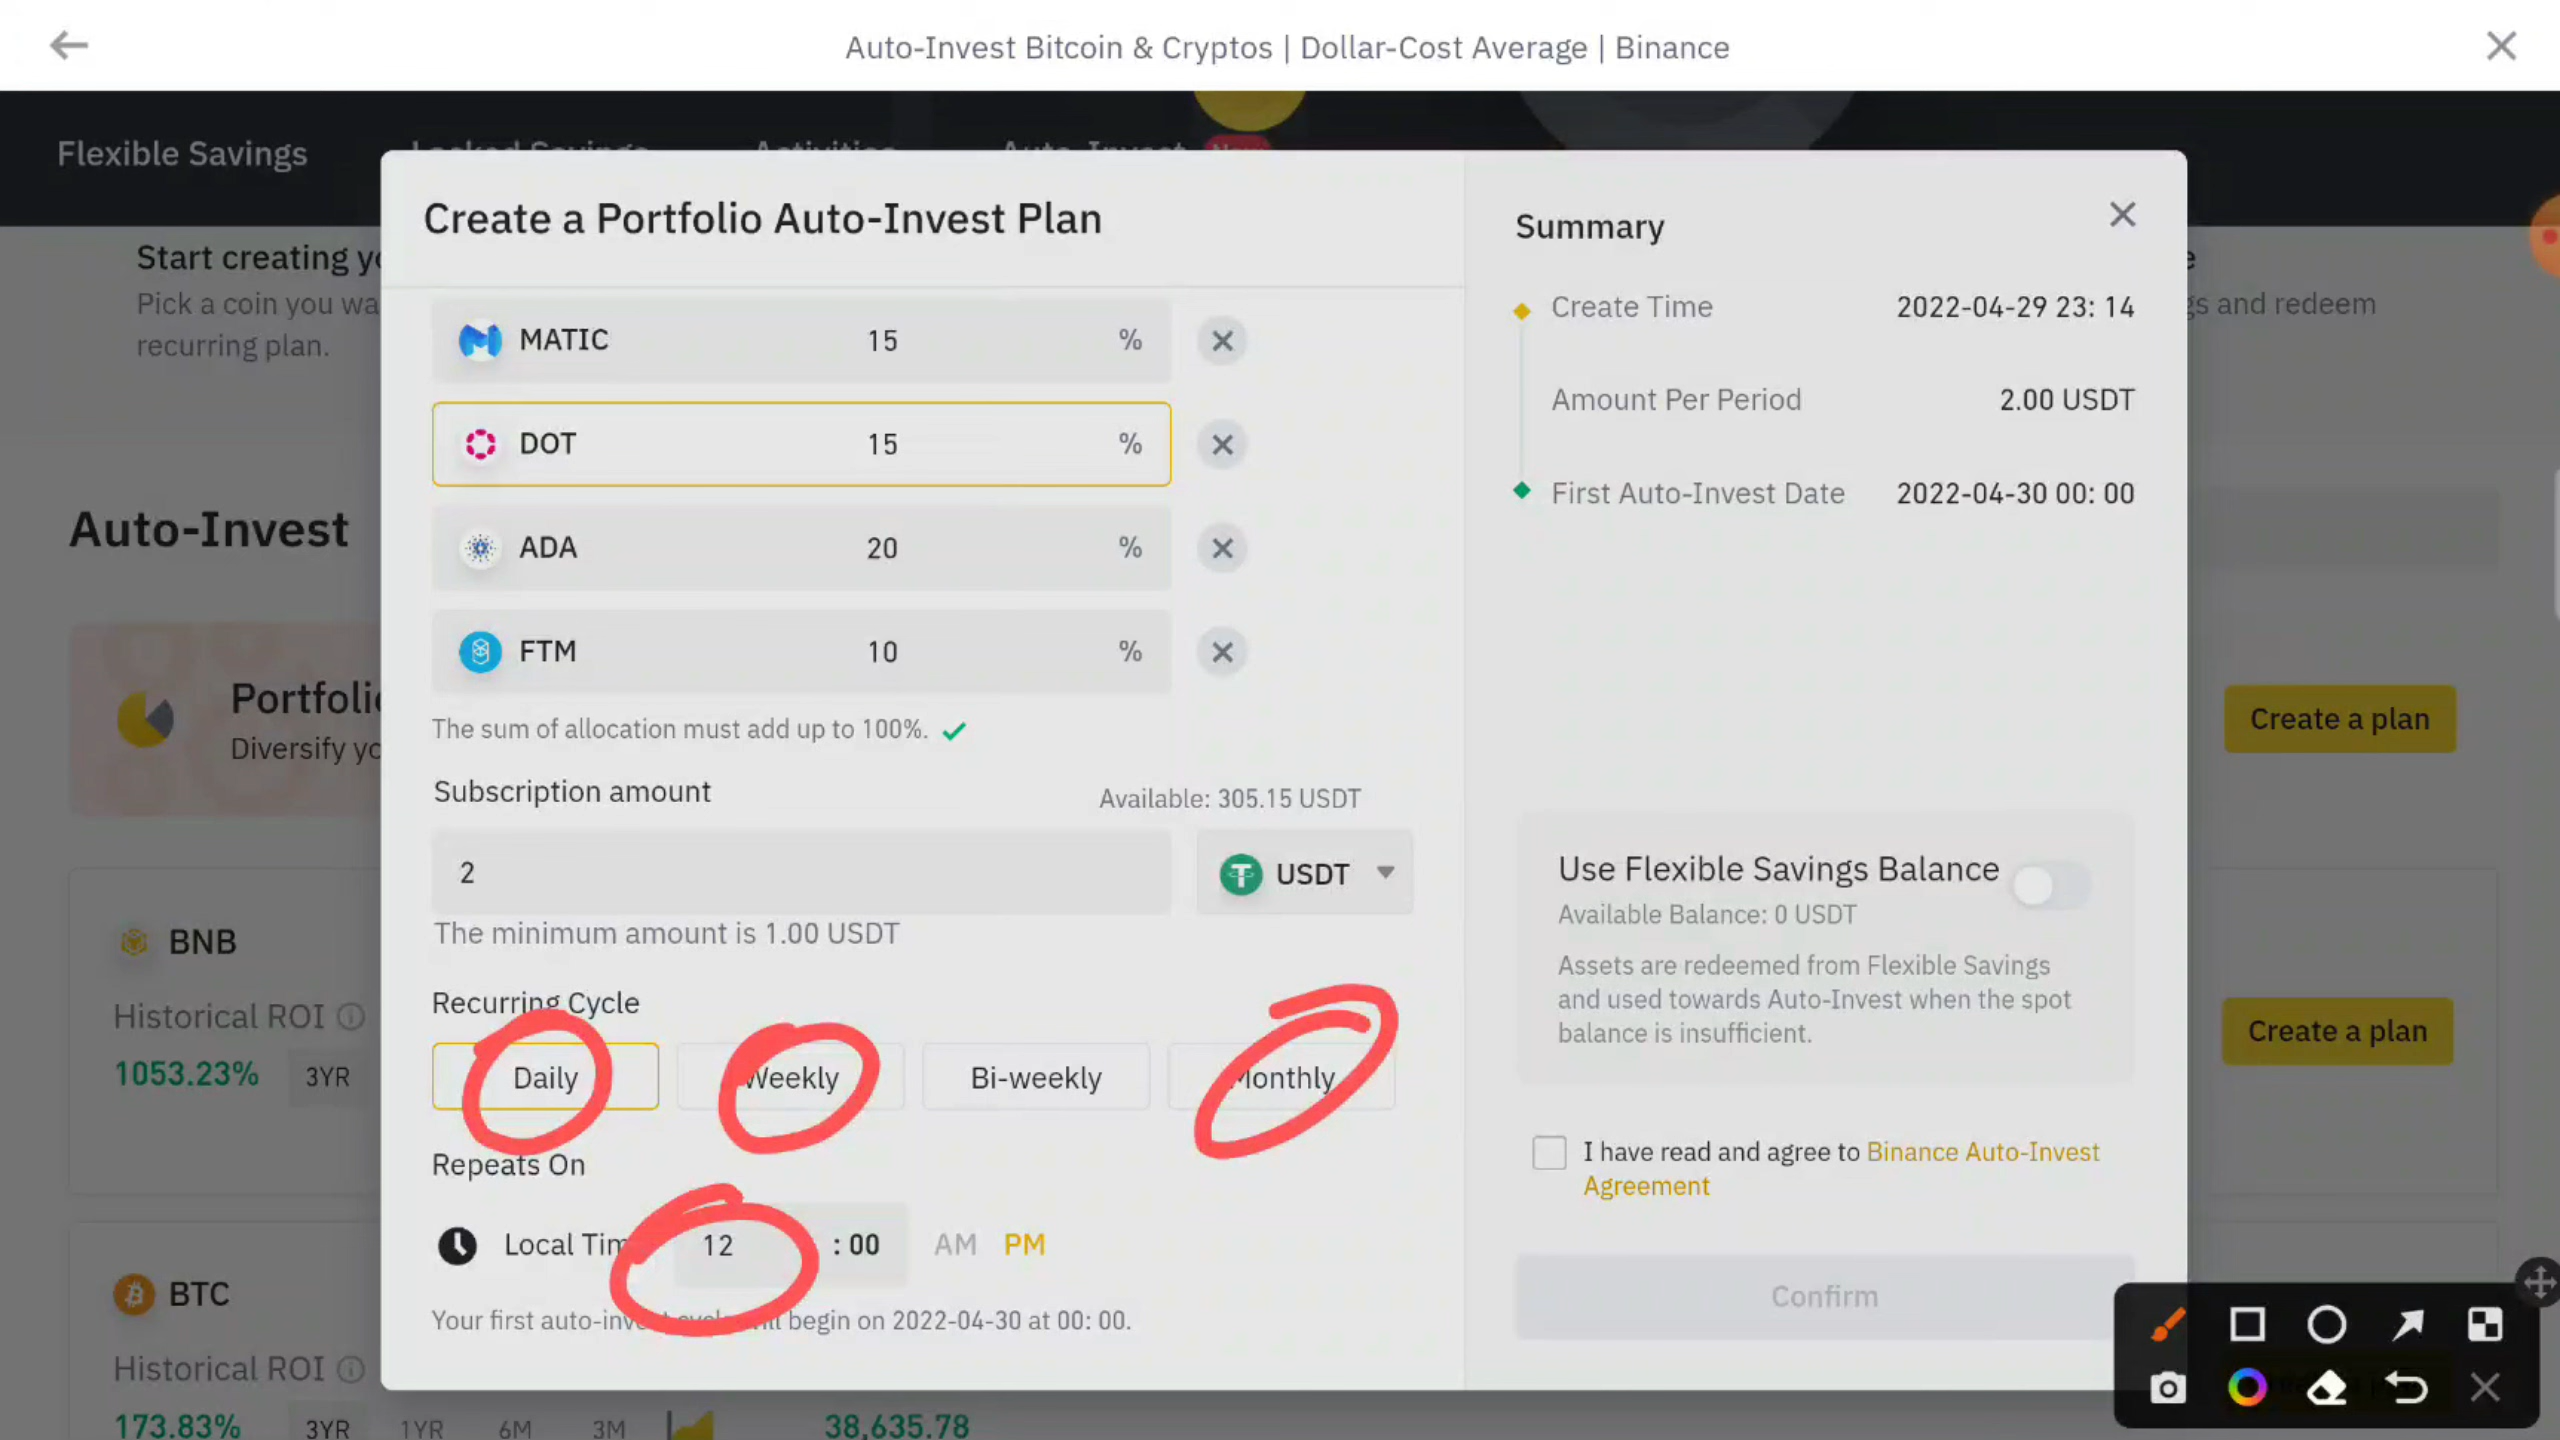 Auto-Invest Bitcoin & Cryptos | Dollar-Cost Average | Binance
Flexible Savings
Create a Portfolio Auto-Invest Plan
Start creating
Pick a coin you
recurring plan.
MATIC 15 %
DOT 15 %
ADA 20 %
FTM 10 %
The sum of allocation must add up to 100%.
Subscription amount
Available: 305.15 USDT
2
USDT
The minimum amount is 1.00 USDT
Recurring Cycle
Daily
Weekly
Bi-weekly
Monthly
Repeats On
Local Time 12 : 00 AM PM
begin on 2022-04-30 at 00: 00.
Summary
Create Time 2022-04-29 23: 14
Amount Per Period 2.00 USDT
First Auto-Invest Date 2022-04-30 00: 00
Use Flexible Savings Balance
Available Balance: 0 USDT
Assets are redeemed from Flexible Savings
and used towards Auto-Invest when the spot
balance is insufficient.
I have read and agree to Binance Auto-Invest
Agreement
Confirm
and redeem
Auto-Invest
Diversify
Create a plan
BNB
Historical ROI
1053.23% 3YR
Create a plan
BTC
Historical ROI
173.83% 3YR 1YR 6M 3M 38,635.78